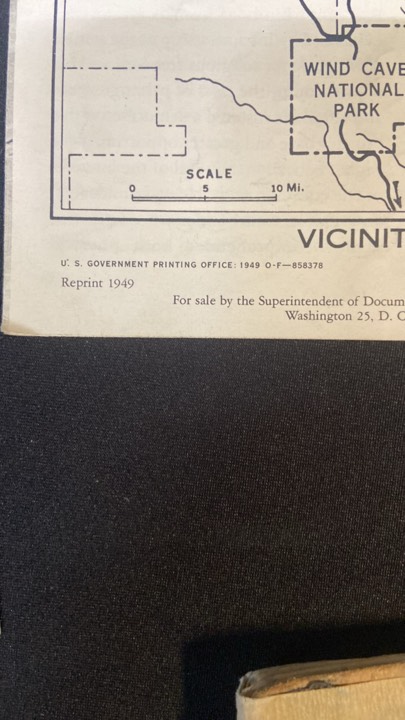 WIND CAVE
NATIONAL
PARK
SCALE
0 5 10 Mi.
VICINIT
U. S. GOVERNMENT PRINTING OFFICE: 1949 O-F—858378
Reprint 1949
For sale by the Superintendent of Docum
Washington 25, D. C